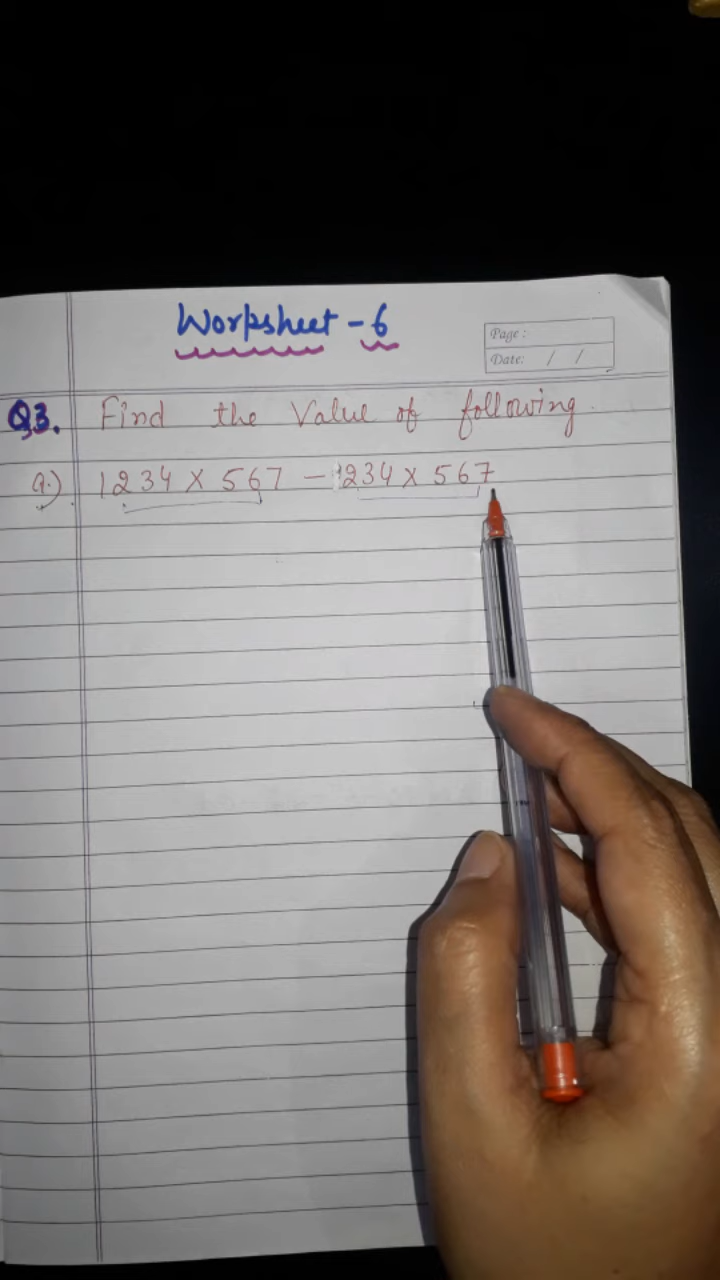 Worksheet - 6
Page :
Date: / /
Q3. Find the Value of following.
a.) 1234 x 567 - 1234 x 567